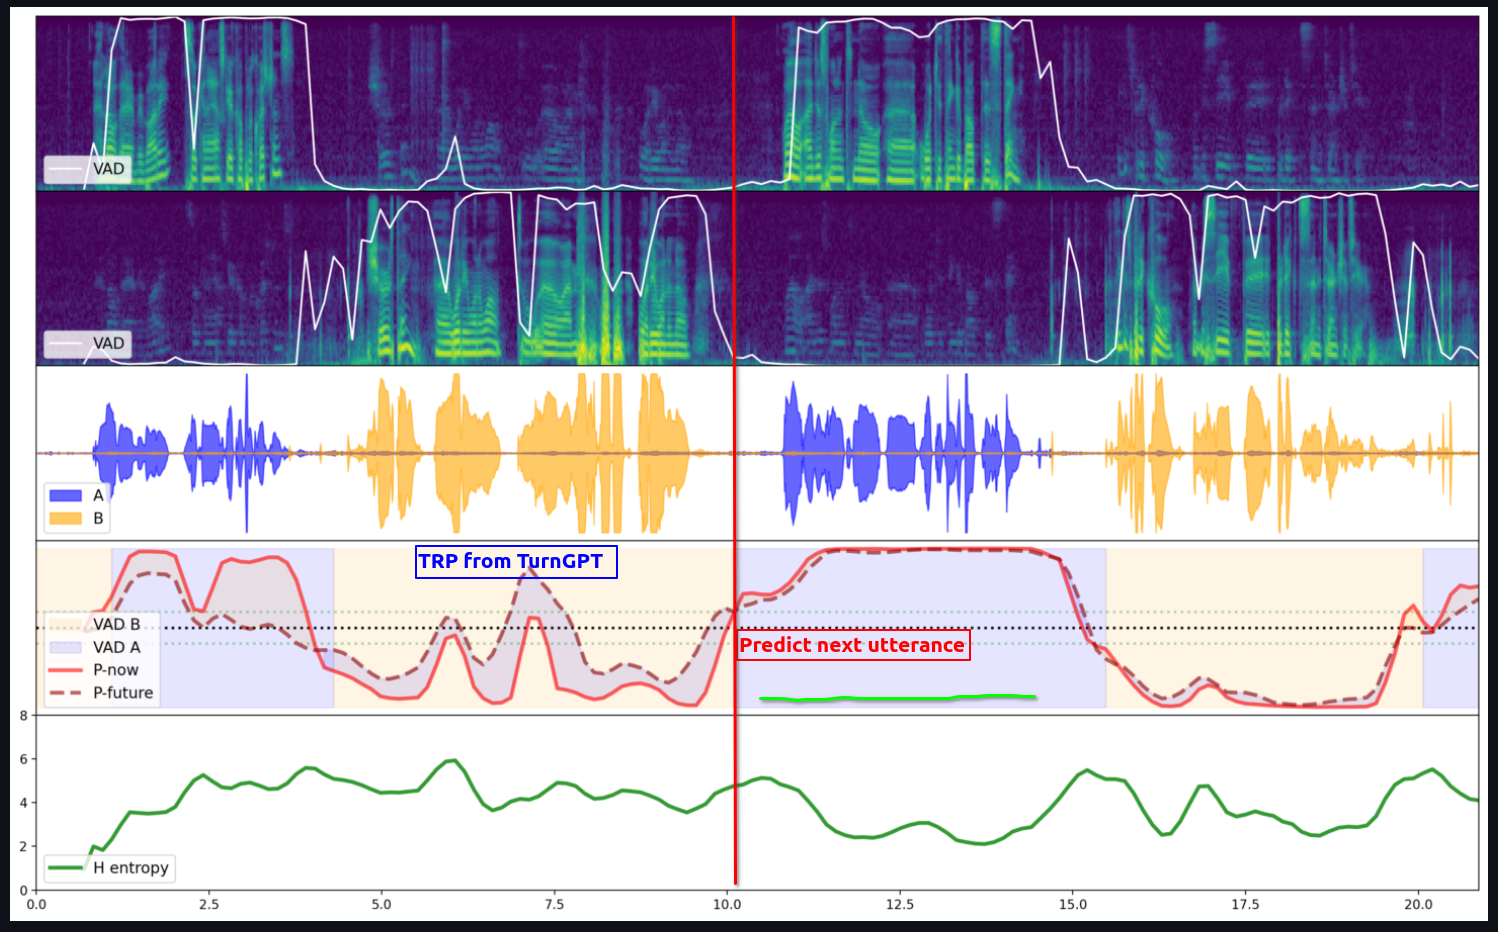 VAD
VAD
A
B
TRP from TurnGPT
VAD B
VAD A
P-now
P-future
Predict next utterance
8
6
4
2
0
H entropy
0.0 2.5 5.0 7.5 10.0 12.5 15.0 17.5 20.0